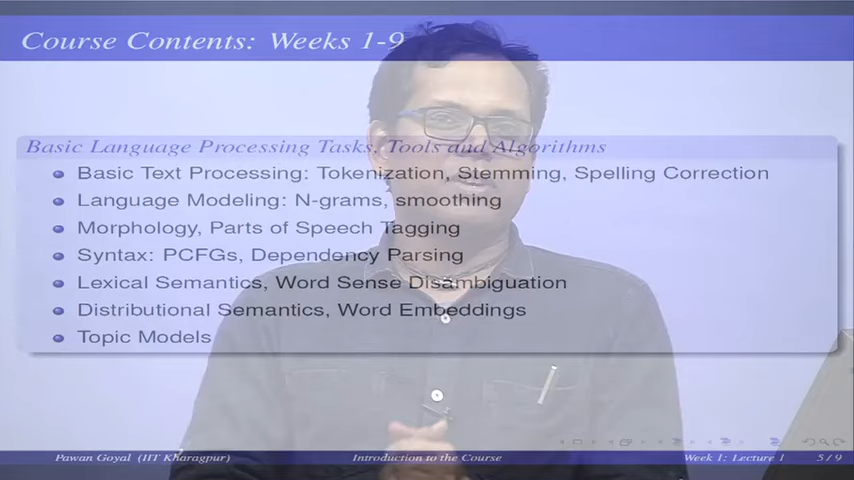 Course Contents: Weeks 1-9
Basic Language Processing Tasks, Tools and Algorithms
Basic Text Processing: Tokenization, Stemming, Spelling Correction
Language Modeling: N-grams, smoothing
Morphology, Parts of Speech Tagging
Syntax: PCFGs, Dependency Parsing
Lexical Semantics, Word Sense Disambiguation
Distributional Semantics, Word Embeddings
Topic Models
Pawan Goyal (IIT Kharagpur) Introduction to the Course Week 1: Lecture 1 5 / 9